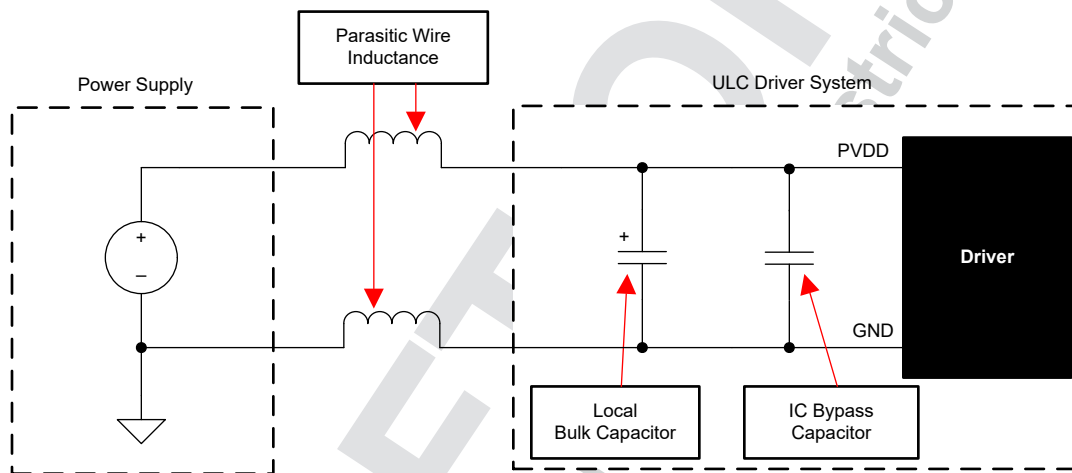 Parasitic Wire
Inductance
Power Supply
ULC Driver System
PVDD
+
+
–
Driver
GND
Local
Bulk Capacitor
IC Bypass
Capacitor